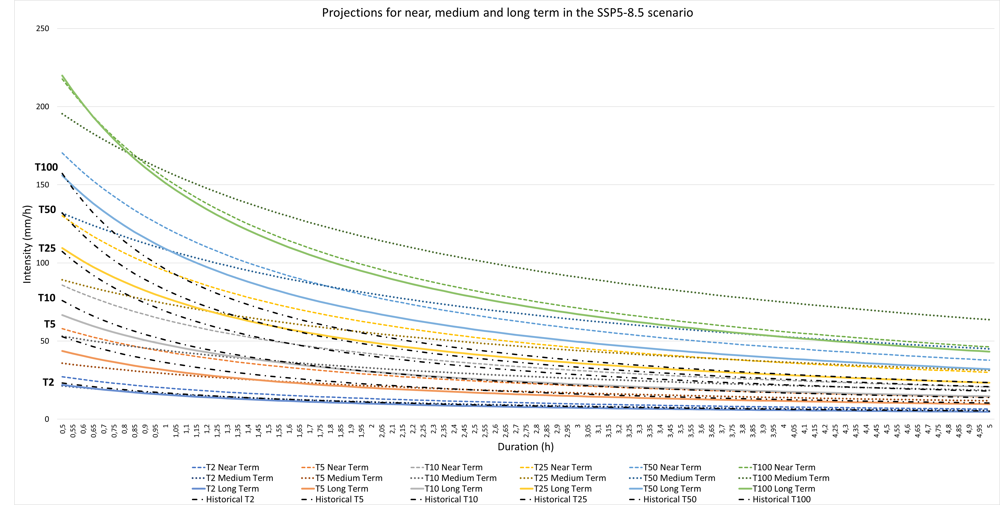 Projections for near, medium and long term in the SSP5-8.5 scenario
250
200
150
100
50
0
Intensity (mm/h)
T100
T50
T25
T10
T5
T2
0,5 0,55 0,6 0,65 0,7 0,75 0,8 0,85 0,9 0,95 1 1,05 1,1 1,15 1,2 1,25 1,3 1,35 1,4 1,45 1,5 1,55 1,6 1,65 1,7 1,75 1,8 1,85 1,9 1,95 2 2,05 2,1 2,15 2,2 2,25 2,3 2,35 2,4 2,45 2,5 2,55 2,6 2,65 2,7 2,75 2,8 2,85 2,9 2,95 3 3,05 3,1 3,15 3,2 3,25 3,3 3,35 3,4 3,45 3,5 3,55 3,6 3,65 3,7 3,75 3,8 3,85 3,9 3,95 4 4,05 4,1 4,15 4,2 4,25 4,3 4,35 4,4 4,45 4,5 4,55 4,6 4,65 4,7 4,75 4,8 4,85 4,9 4,95 5
Duration (h)
T2 Near Term T5 Near Term T10 Near Term T25 Near Term T50 Near Term T100 Near Term
T2 Medium Term T5 Medium Term T10 Medium Term T25 Medium Term T50 Medium Term T100 Medium Term
T2 Long Term T5 Long Term T10 Long Term T25 Long Term T50 Long Term T100 Long Term
Historical T2 Historical T5 Historical T10 Historical T25 Historical T50 Historical T100